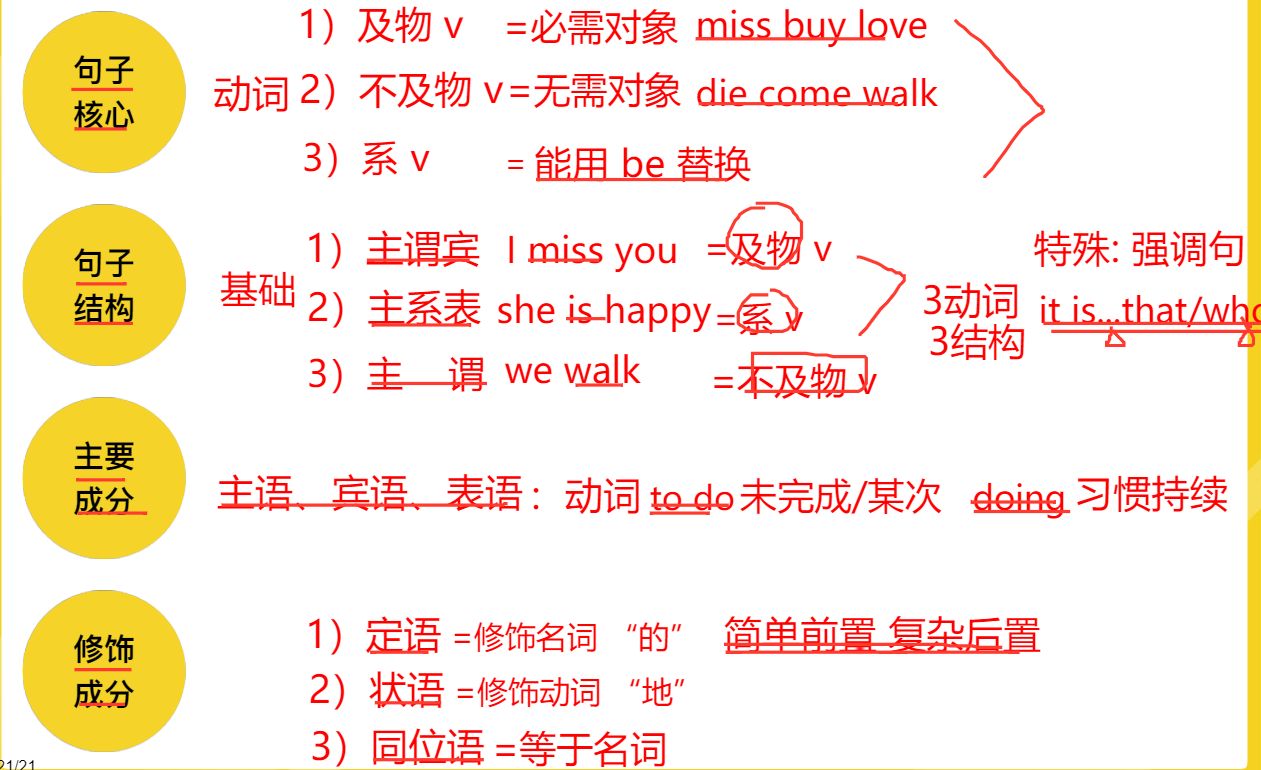 句子
核心
动词
1）及物 v =必需对象 miss buy love
2）不及物 v=无需对象 die come walk
3）系 v = 能用 be 替换
句子
结构
基础
1）主谓宾 I miss you =及物 v
2）主系表 she is happy =系 v
3）主 谓 we walk =不及物 v
3动词
3结构
特殊: 强调句
it is...that/who
主要
成分
主语、宾语、表语：动词 to do 未完成/某次 doing 习惯持续
修饰
成分
1）定语 =修饰名词 “的” 简单前置 复杂后置
2）状语 =修饰动词 “地”
3）同位语 =等于名词
21/21